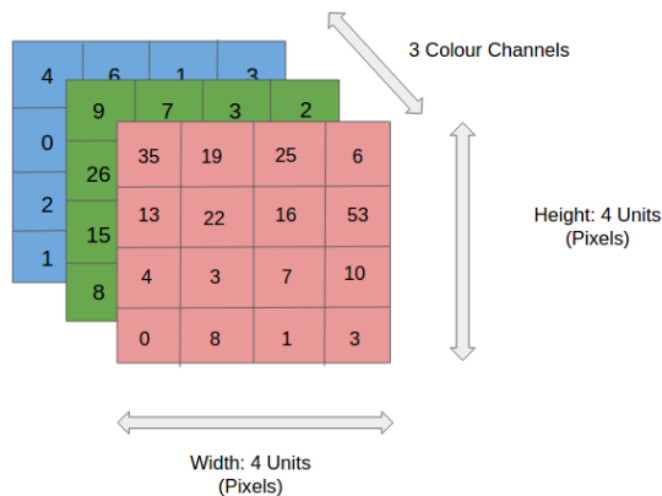 3 Colour Channels
4 6 1 3
9 7 3 2
0
35 19 25 6
26
13 22 16 53
2
15
Height: 4 Units
(Pixels)
1
4 3 7 10
8
0 8 1 3
Width: 4 Units
(Pixels)